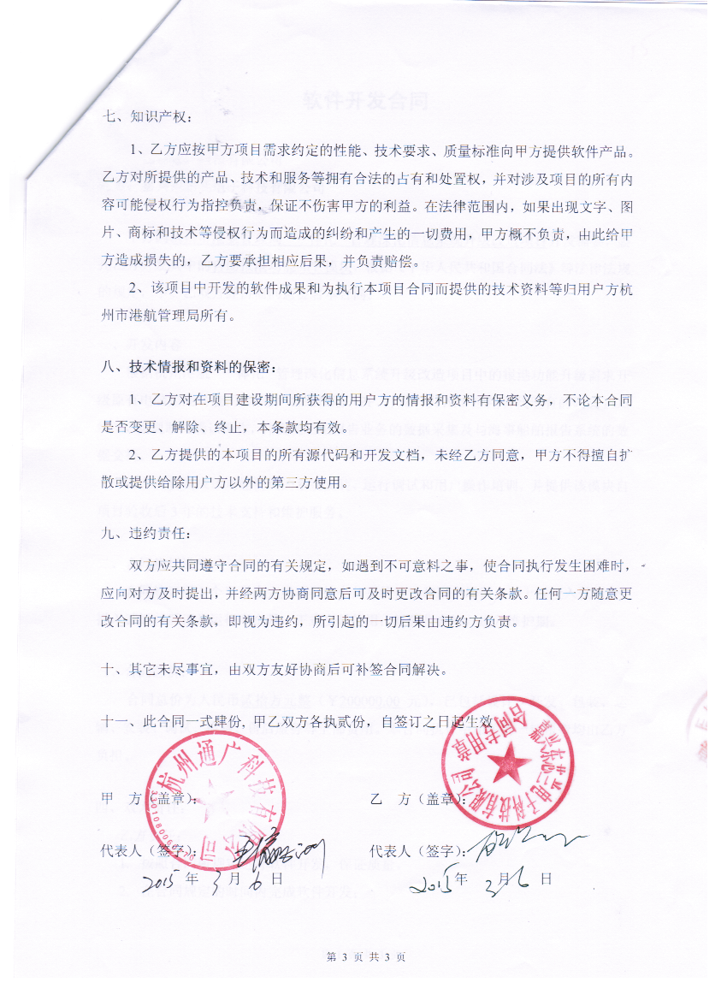 七、知识产权：
1、乙方应按甲方项目需求约定的性能、技术要求、质量标准向甲方提供软件产品。
乙方对所提供的产品、技术和服务等拥有合法的占有和处置权，并对涉及项目的所有内
容可能侵权行为指控负责，保证不伤害甲方的利益。在法律范围内，如果出现文字、图
片、商标和技术等侵权行为而造成的纠纷和产生的一切费用，甲方概不负责，由此给甲
方造成损失的，乙方要承担相应后果，并负责赔偿。
2、该项目中开发的软件成果和为执行本项目合同而提供的技术资料等归用户方杭
州市港航管理局所有。
八、技术情报和资料的保密：
1、乙方对在项目建设期间所获得的用户方的情报和资料有保密义务，不论本合同
是否变更、解除、终止，本条款均有效。
2、乙方提供的本项目的所有源代码和开发文档，未经乙方同意，甲方不得擅自扩
散或提供给除用户方以外的第三方使用。
九、违约责任：
双方应共同遵守合同的有关规定，如遇到不可意料之事，使合同执行发生困难时，
应向对方及时提出，并经两方协商同意后可及时更改合同的有关条款。任何一方随意更
改合同的有关条款，即视为违约，所引起的一切后果由违约方负责。
十、其它未尽事宜，由双方友好协商后可补签合同解决。
十一、此合同一式肆份，甲乙双方各执贰份，自签订之日起生效
杭州通广科技有限公司
电子科技有限公司
合同专用章
甲　方（盖章）：　乙　方（盖章）：
代表人（签字）：　代表人（签字）：
2015 年 3 月 6 日　2015 年 3 月 6 日
第 3 页 共 3 页